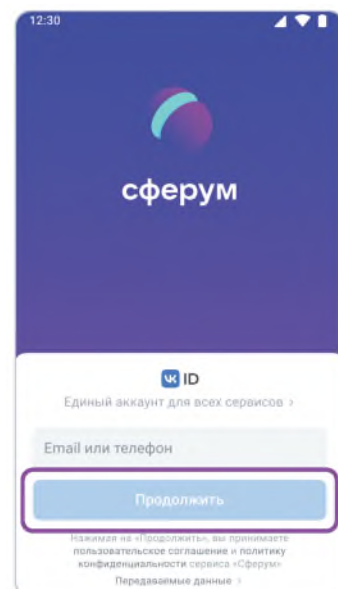 12:30
сферум
VK ID
Единый аккаунт для всех сервисов >
Email или телефон
Продолжить
Нажимая на «Продолжить», вы принимаете
пользовательское соглашение и политику
конфиденциальности сервиса «Сферум»
Передаваемые данные >